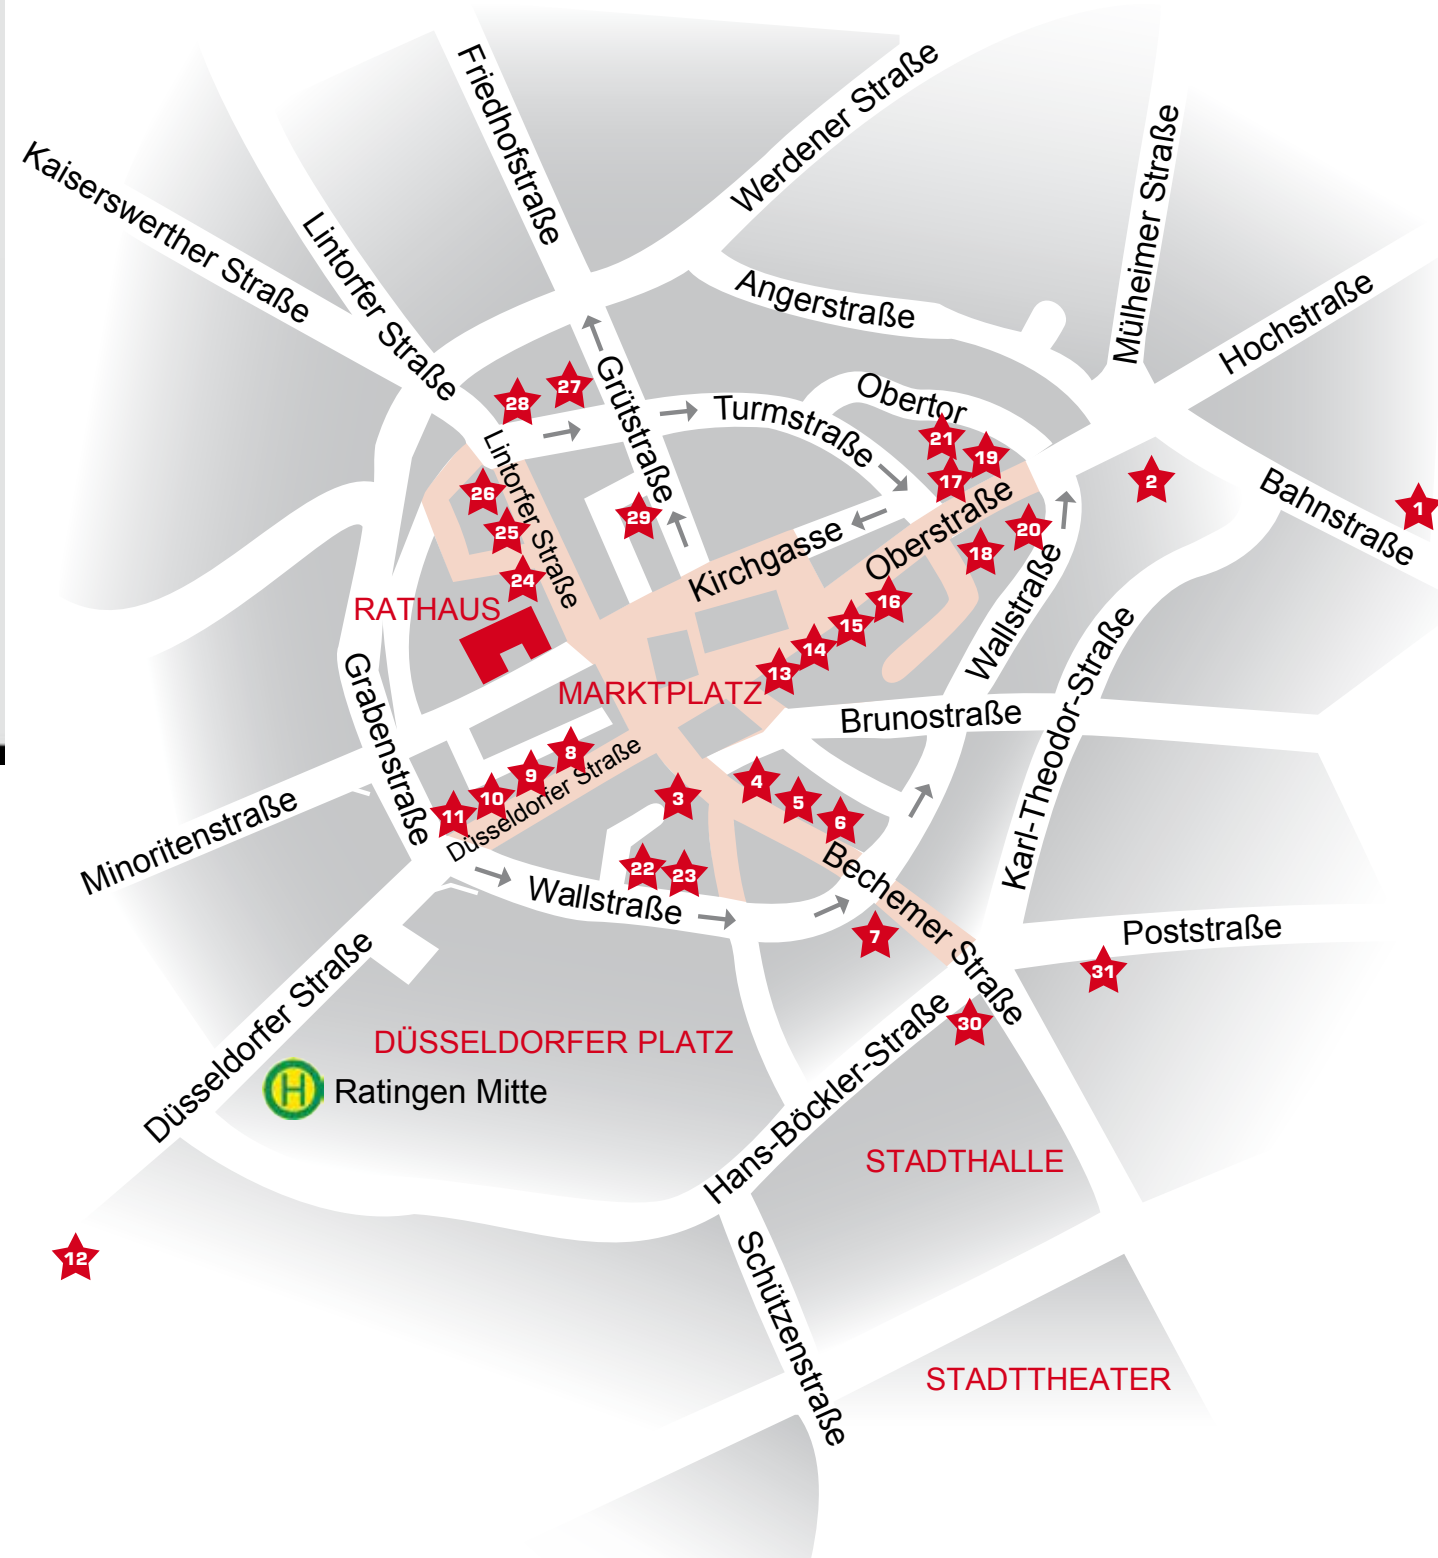 Friedhofstraße
Werdener Straße
Kaiserswerther Straße
Lintorfer Straße
Mülheimer Straße
Angerstraße
Hochstraße
Grütstraße
Obertor
Turmstraße
27
28
21
19
17
2
1
Bahnstraße
Lintorfer Straße
26
25
24
29
Kirchgasse
Oberstraße
20
18
16
15
14
13
Wallstraße
RATHAUS
MARKTPLATZ
Grabenstraße
Brunostraße
Karl-Theodor-Straße
8
9
10
11
Düsseldorfer Straße
3
4
5
6
Minoritenstraße
22
23
Wallstraße
Bechemer Straße
7
Poststraße
31
30
Düsseldorfer Straße
DÜSSELDORFER PLATZ
H
Ratingen Mitte
Hans-Böckler-Straße
STADTHALLE
12
Schützenstraße
STADTTHEATER